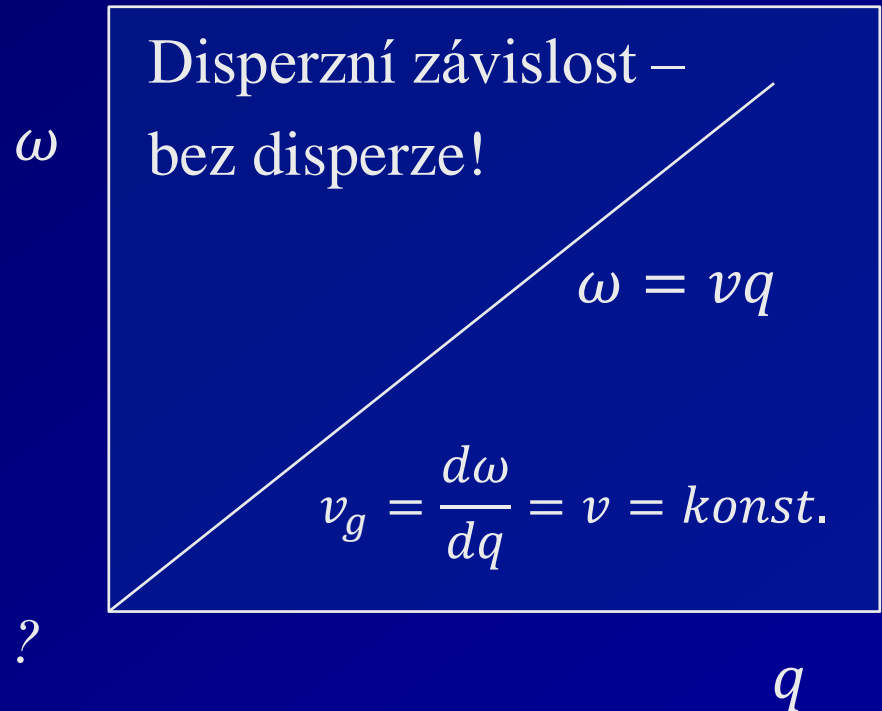 Disperzní závislost –
bez disperze!
𝜔
𝜔 = 𝑣𝑞
𝑣_𝑔 = 𝑑𝜔/𝑑𝑞 = 𝑣 = 𝑘𝑜𝑛𝑠𝑡.
?
𝑞